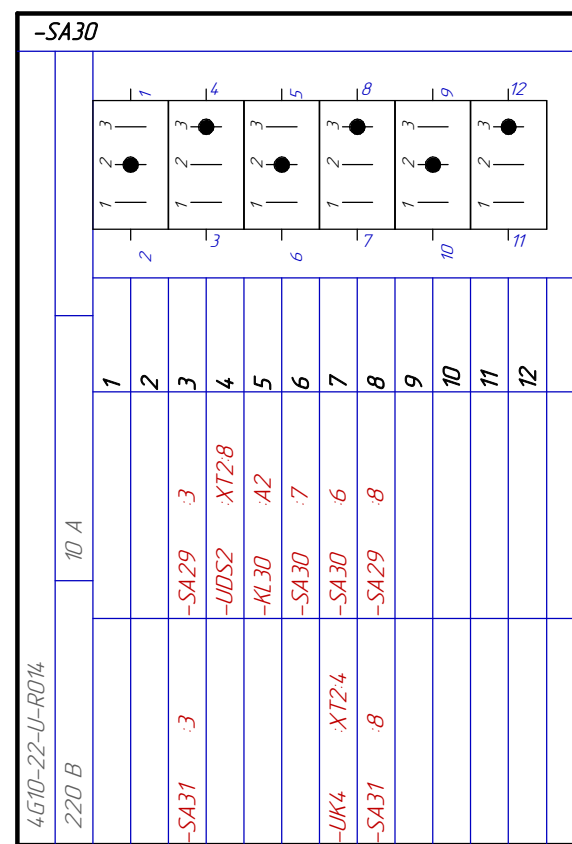 -SA30
1 4 5 8 9 12
3 3 3 3 3 3
2 2 2 2 2 2
1 1 1 1 1 1
2 3 6 7 10 11
1 2 3 4 5 6 7 8 9 10 11 12
4G10-22-U-R014
220 В
10 А
-SA29 :3
-UDS2 :XT2:8
-KL30 :A2
-SA30 :7
-SA30 :6
-SA29 :8
-SA31 :3
-UK4 :XT2:4
-SA31 :8